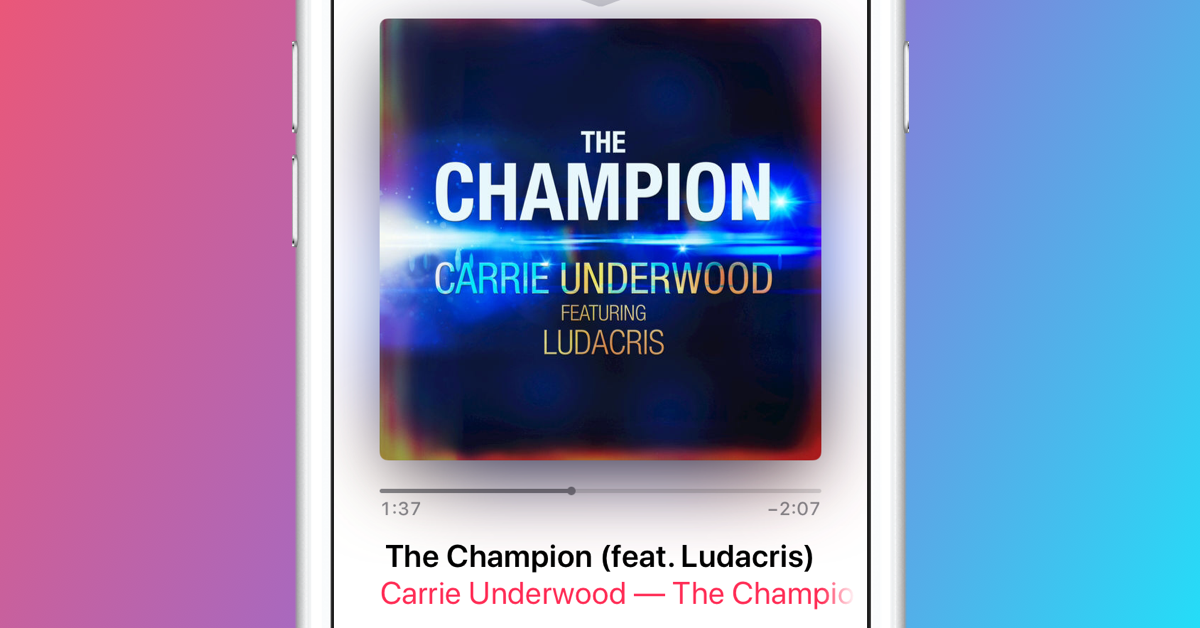 THE
CHAMPION
CARRIE UNDERWOOD
FEATURING
LUDACRIS
1:37 −2:07
The Champion (feat. Ludacris)
Carrie Underwood — The Champio